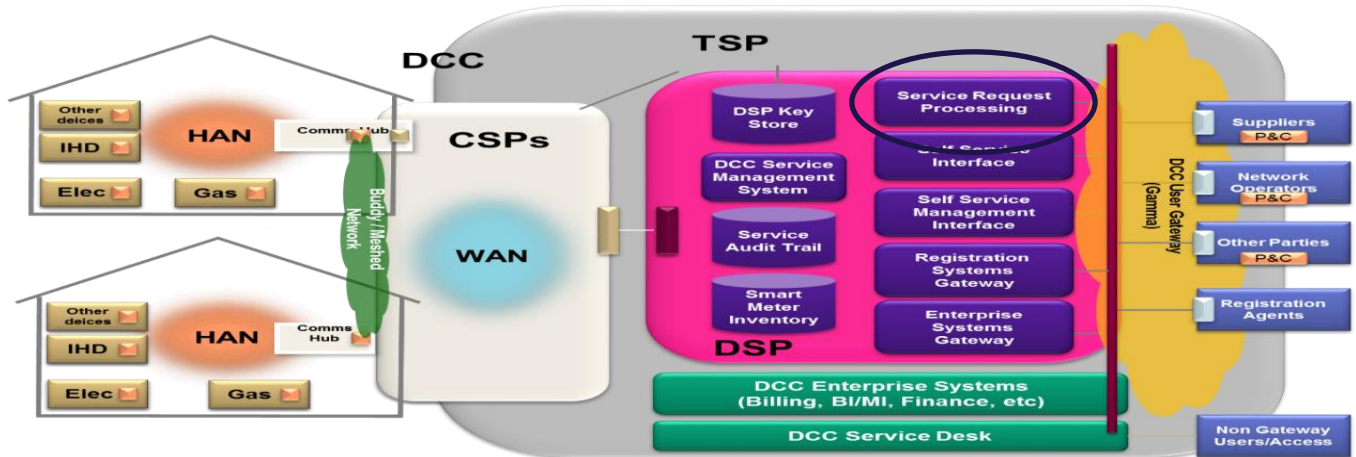 TSP
DCC
Other
deices
IHD
Elec
Gas
HAN
Comms Hub
CSPs
WAN
Buddy / Meshed
Network
Other
deices
IHD
Elec
Gas
HAN
Comms
Hub
DSP Key
Store
DCC Service
Management
System
Service
Audit Trail
Smart
Meter
Inventory
DSP
Service Request
Processing
Self Service
Interface
Self Service
Management
Interface
Registration
Systems
Gateway
Enterprise
Systems
Gateway
DCC User Gateway
(Gamma)
Suppliers
P&C
Network
Operators
P&C
Other Parties
P&C
Registration
Agents
DCC Enterprise Systems
(Billing, BI/MI, Finance, etc)
DCC Service Desk
Non Gateway
Users/Access